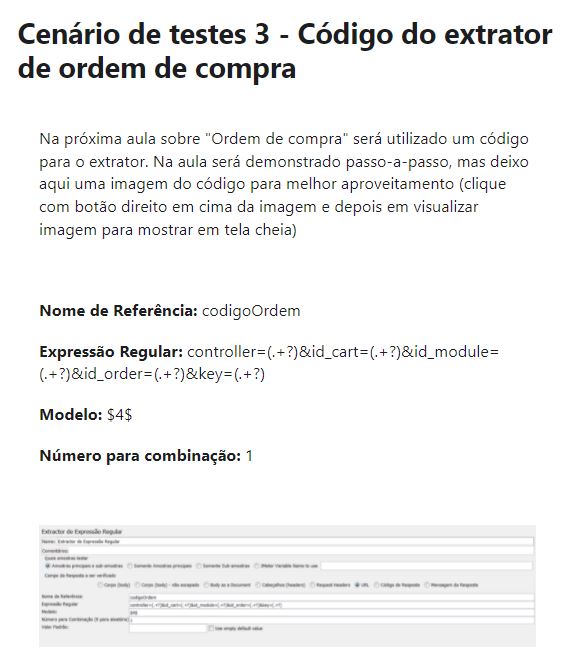 Cenário de testes 3 - Código do extrator
de ordem de compra
Na próxima aula sobre "Ordem de compra" será utilizado um código
para o extrator. Na aula será demonstrado passo-a-passo, mas deixo
aqui uma imagem do código para melhor aproveitamento (clique
com botão direito em cima da imagem e depois em visualizar
imagem para mostrar em tela cheia)
Nome de Referência: codigoOrdem
Expressão Regular: controller=(.+?)&id_cart=(.+?)&id_module=
(.+?)&id_order=(.+?)&key=(.+?)
Modelo: $4$
Número para combinação: 1
Extractor de Expressão Regular
Nome: Extractor de Expressão Regular
Comentários:
Quais amostras testar
Amostras principais e sub-amostras Somente Amostras principais Somente Sub-amostras JMeter Variable Name to use
Campo da Resposta a ser verificado
Corpo (body) Corpo (body) - não escapado Body as a Document Cabeçalhos (headers) Request Headers URL Código de Resposta Mensagem da Resposta
Nome de Referência: codigoOrdem
Expressão Regular controller=(.+?)&id_cart=(.+?)&id_module=(.+?)&id_order=(.+?)&key=(.+?)
Modelo: $4$
Número para Combinação (0 para aleatório) 1
Valor Padrão: Use empty default value